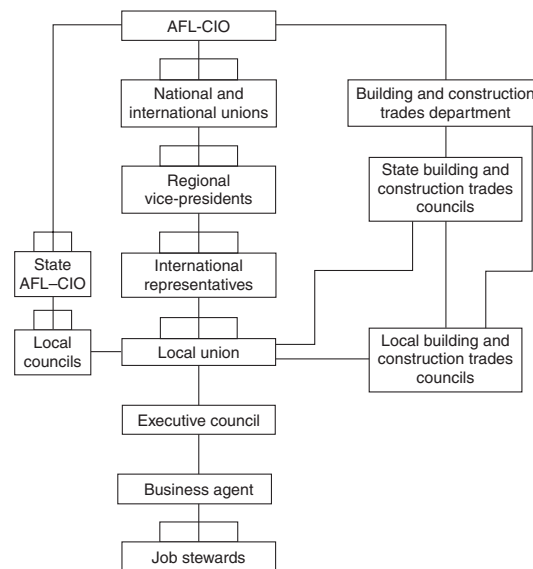 AFL-CIO
National and
international unions
Building and construction
trades department
Regional
vice-presidents
State building and
construction trades
councils
State
AFL–CIO
International
representatives
Local
councils
Local union
Local building and
construction trades
councils
Executive council
Business agent
Job stewards